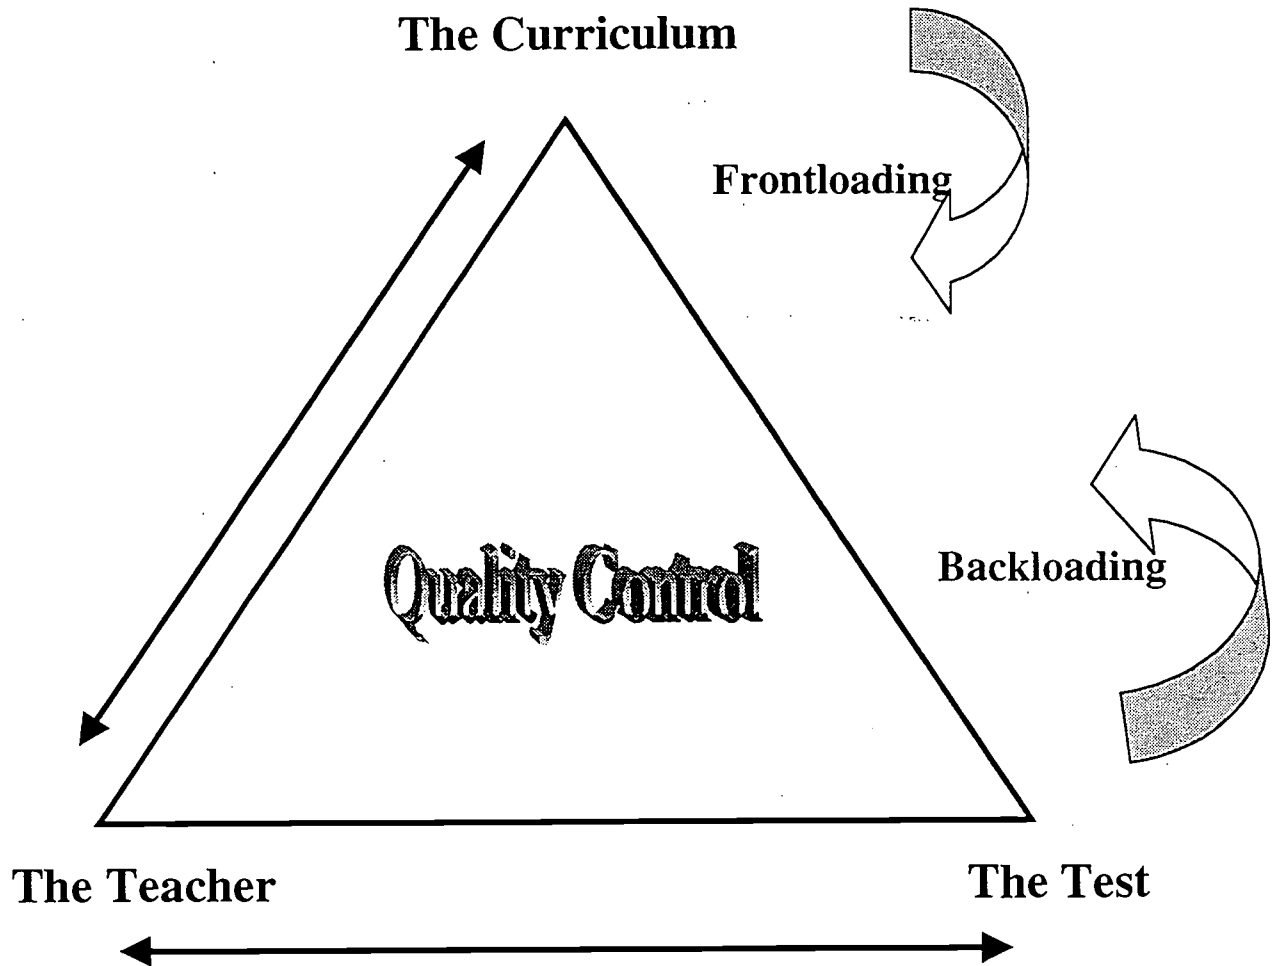 The Curriculum
Frontloading
Quality Control
Backloading
The Teacher
The Test